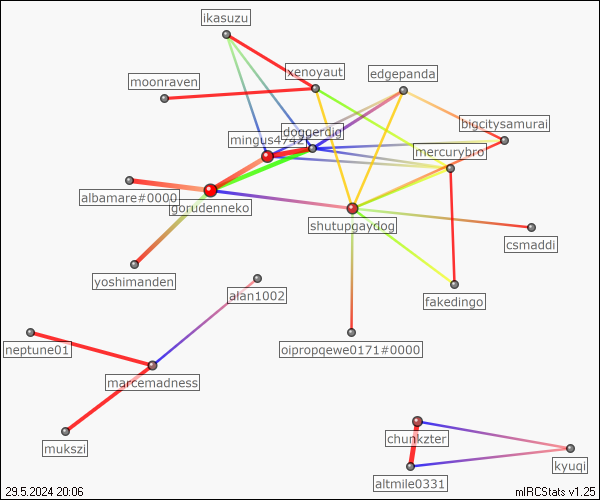 ikasuzu
xenoyaut
edgepanda
moonraven
bigcitysamurai
doggerdig
mingus4742
mercurybro
albamare#0000
gorudenneko
shutupgaydog
csmaddi
yoshimanden
alan1002
fakedingo
neptune01
oipropqewe0171#0000
marcemadness
mukszi
chunkzter
kyuqi
altmile0331
29.5.2024 20:06
mIRCStats v1.25